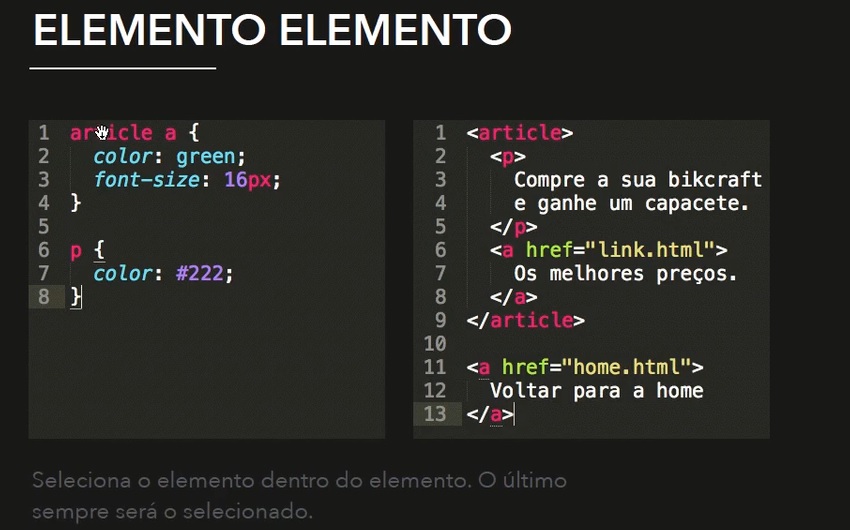 ELEMENTO ELEMENTO
1 article a {
2 color: green;
3 font-size: 16px;
4 }
5
6 p {
7 color: #222;
8 }
1 <article>
2 <p>
3 Compre a sua bikcraft
4 e ganhe um capacete.
5 </p>
6 <a href="link.html">
7 Os melhores preços.
8 </a>
9 </article>
10
11 <a href="home.html">
12 Voltar para a home
13 </a>
Seleciona o elemento dentro do elemento. O último
sempre será o selecionado.